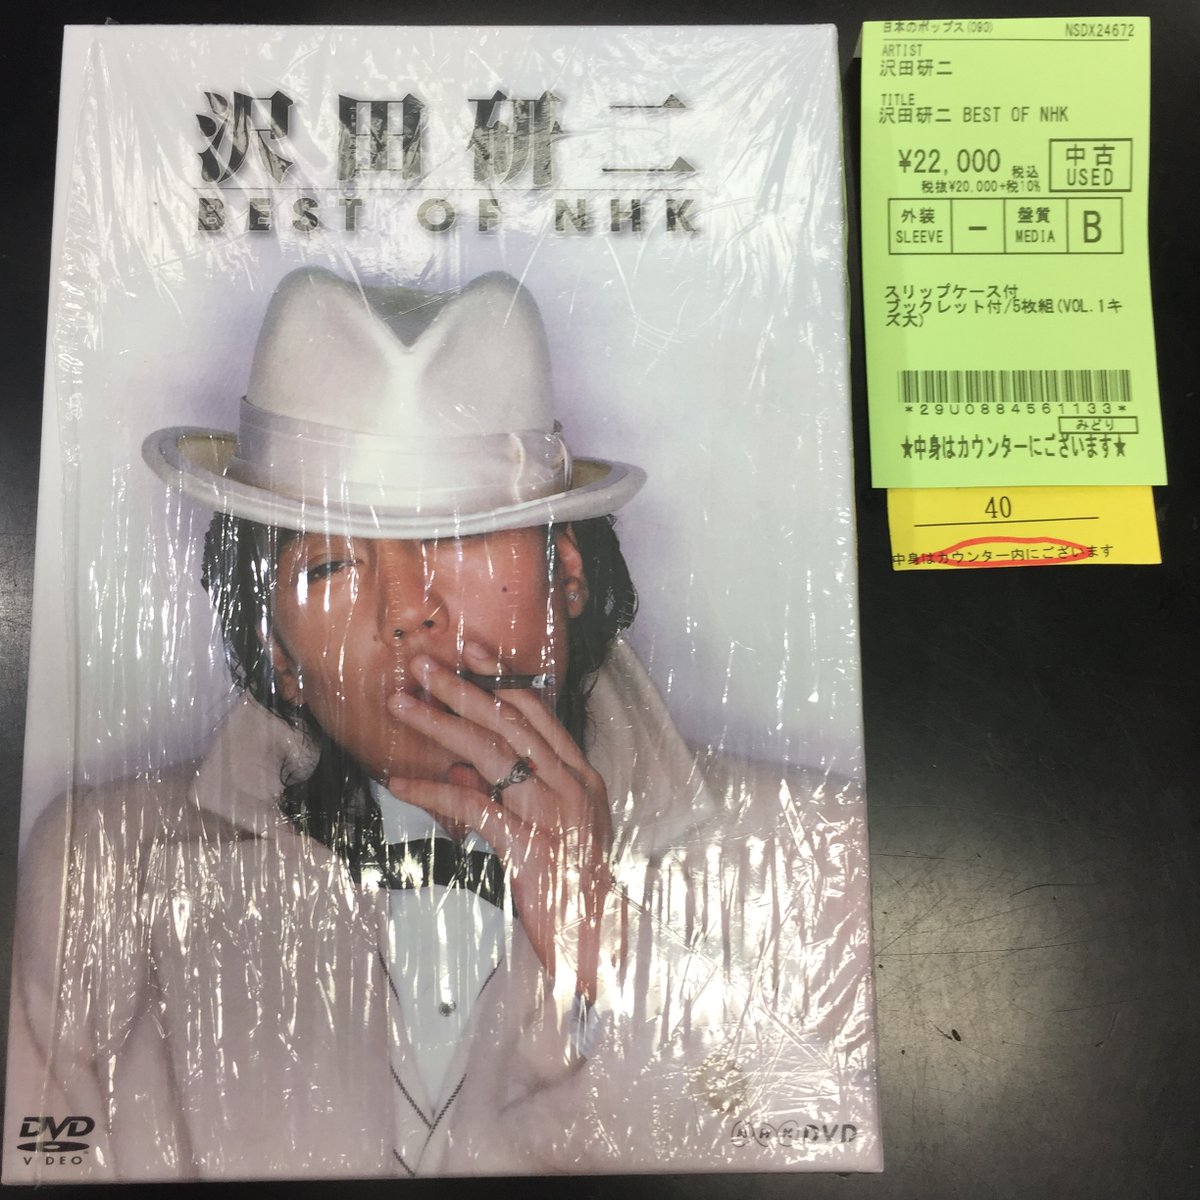 沢田研二
BEST OF NHK
DVD
VIDEO
NHK DVD
日本のポップス(090) NSDX24672
ARTIST
沢田研二
TITLE
沢田研二 BEST OF NHK
¥22,000 税込
税抜¥20,000+税10%
中古
USED
外装
SLEEVE
－
盤質
MEDIA
B
スリップケース付
ブックレット付/5枚組(VOL.1キ
ズ大)
*29U0884561133*
みどり
★中身はカウンターにございます★
40
中身はカウンター内にございます